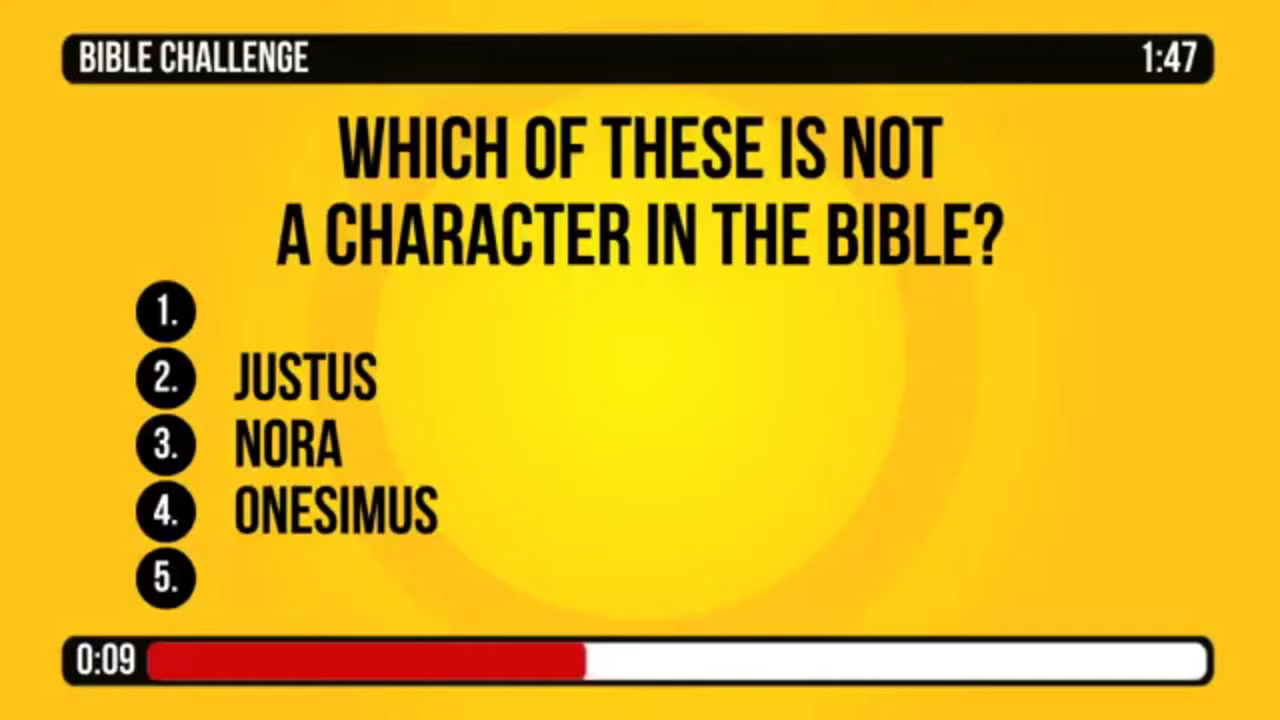 BIBLE CHALLENGE 1:47
WHICH OF THESE IS NOT
A CHARACTER IN THE BIBLE?
1.
2. JUSTUS
3. NORA
4. ONESIMUS
5.
0:09